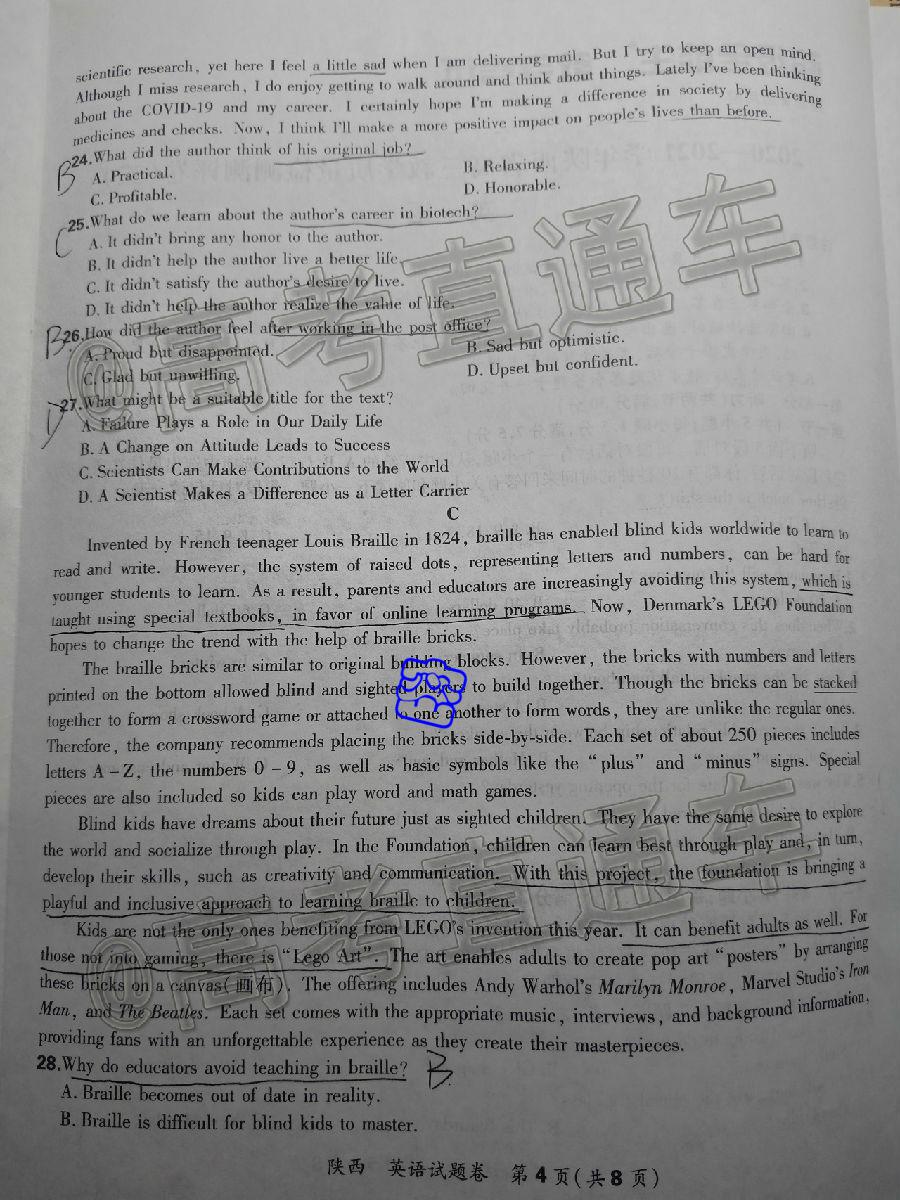 scientific research, yet here I feel a little sad when I am delivering mail. But I try to keep an open mind.
Although I miss research, I do enjoy getting to walk around and think about things. Lately I've been thinking
about the COVID-19 and my career. I certainly hope I'm making a difference in society by delivering
medicines and checks. Now, I think I'll make a more positive impact on people's lives than before.
B 24.What did the author think of his original job?
A. Practical. B. Relaxing.
C. Profitable. D. Honorable.
C 25.What do we learn about the author's career in biotech?
A. It didn't bring any honor to the author.
B. It didn't help the author live a better life.
C. It didn't satisfy the author's desire to live.
D. It didn't help the author realize the value of life.
B 26.How did the author feel after working in the post office?
A. Proud but disappointed. B. Sad but optimistic.
C. Glad but unwilling. D. Upset but confident.
D 27.What might be a suitable title for the text?
A. Failure Plays a Role in Our Daily Life
B. A Change on Attitude Leads to Success
C. Scientists Can Make Contributions to the World
D. A Scientist Makes a Difference as a Letter Carrier
C
Invented by French teenager Louis Braille in 1824, braille has enabled blind kids worldwide to learn to
read and write. However, the system of raised dots, representing letters and numbers, can be hard for
younger students to learn. As a result, parents and educators are increasingly avoiding this system, which is
taught using special textbooks, in favor of online learning programs. Now, Denmark's LEGO Foundation
hopes to change the trend with the help of braille bricks.
The braille bricks are similar to original building blocks. However, the bricks with numbers and letters
printed on the bottom allowed blind and sighted players to build together. Though the bricks can be stacked
together to form a crossword game or attached to one another to form words, they are unlike the regular ones.
Therefore, the company recommends placing the bricks side-by-side. Each set of about 250 pieces includes
letters A-Z, the numbers 0-9, as well as basic symbols like the "plus" and "minus" signs. Special
pieces are also included so kids can play word and math games.
Blind kids have dreams about their future just as sighted children. They have the same desire to explore
the world and socialize through play. In the Foundation, children can learn best through play and, in turn,
develop their skills, such as creativity and communication. With this project, the foundation is bringing a
playful and inclusive approach to learning braille to children.
Kids are not the only ones benefiting from LEGO's invention this year. It can benefit adults as well. For
those not into gaming, there is "Lego Art". The art enables adults to create pop art "posters" by arranging
these bricks on a canvas(画布). The offering includes Andy Warhol's Marilyn Monroe, Marvel Studio's Iron
Man, and The Beatles. Each set comes with the appropriate music, interviews, and background information,
providing fans with an unforgettable experience as they create their masterpieces.
28.Why do educators avoid teaching in braille? B
A. Braille becomes out of date in reality.
B. Braille is difficult for blind kids to master.
陕西 英语试题卷 第4页(共8页)
@高考直通车
@高考直通车